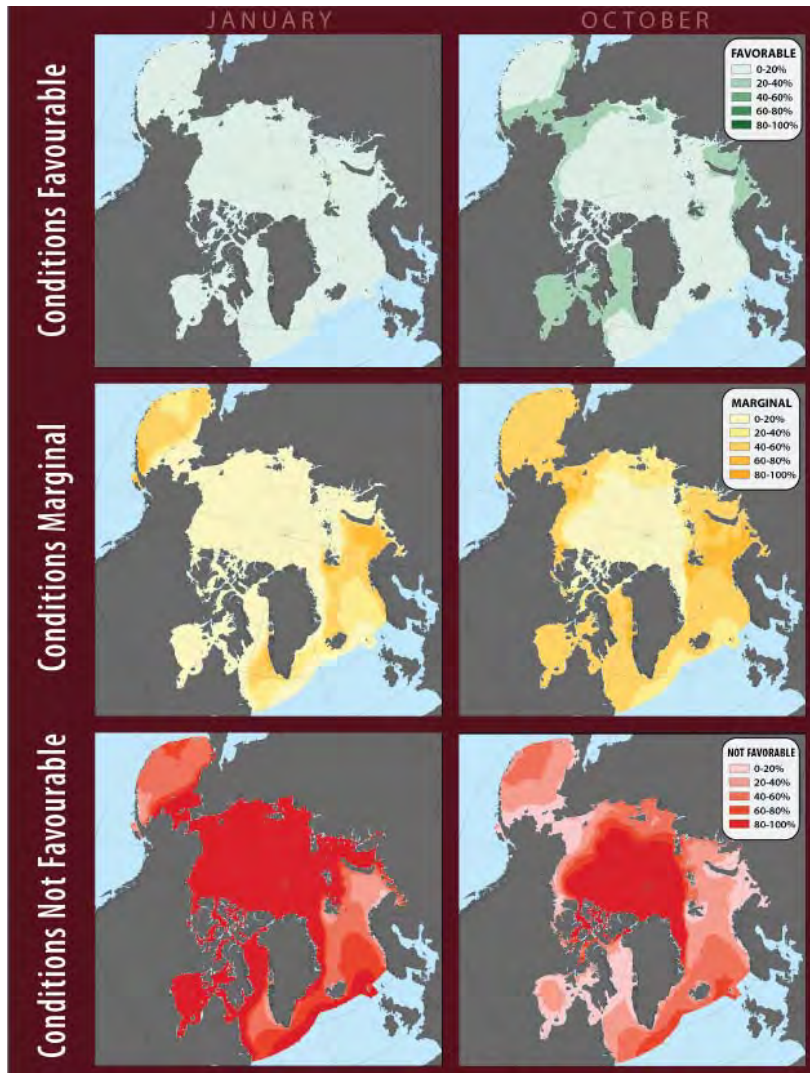 JANUARY
OCTOBER
Conditions Favourable
FAVORABLE
0-20%
20-40%
40-60%
60-80%
80-100%
Conditions Marginal
MARGINAL
0-20%
20-40%
40-60%
60-80%
80-100%
Conditions Not Favourable
NOT FAVORABLE
0-20%
20-40%
40-60%
60-80%
80-100%